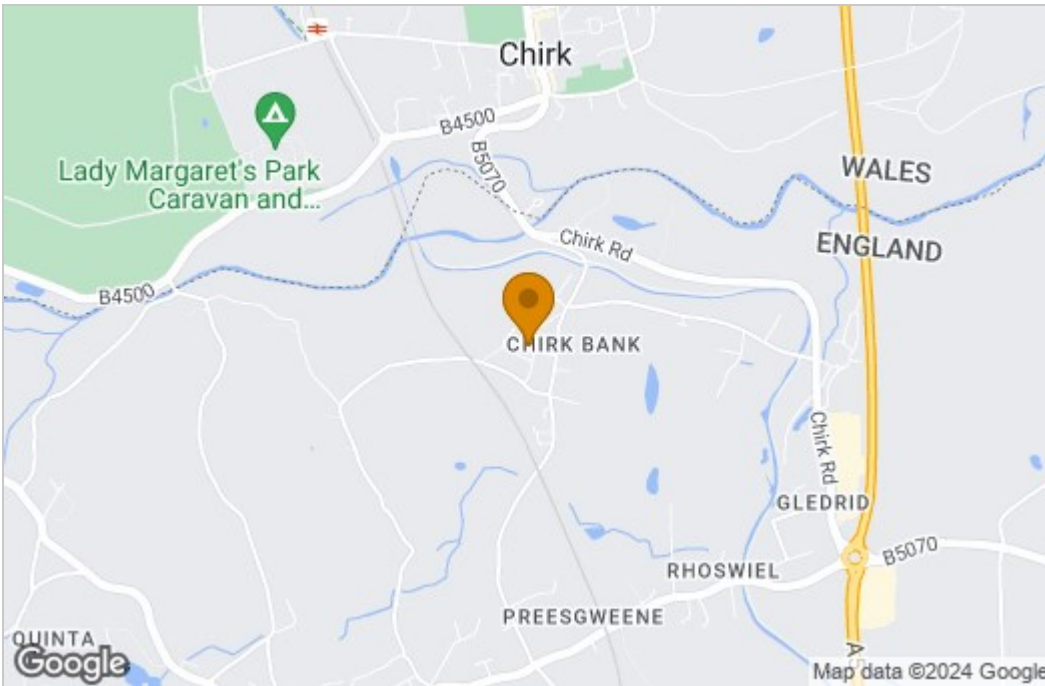 Chirk
B4500
B5070
Lady Margaret's Park
Caravan and...
WALES
Chirk Rd
ENGLAND
B4500
CHIRK BANK
Chirk Rd
GLEDRID
B5070
RHOSWIEL
PREESGWEENE
QUINTA
A5
Google
Map data ©2024 Google